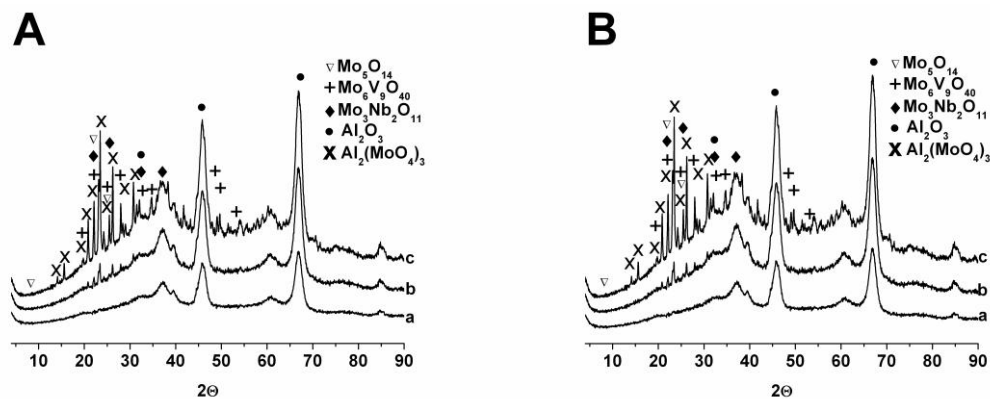 A
▽ Mo5O14
+ Mo6V9O40
◆ Mo3Nb2O11
● Al2O3
X Al2(MoO4)3
c
b
a
10 20 30 40 50 60 70 80 90
2Θ
B
▽ Mo5O14
+ Mo6V9O40
◆ Mo3Nb2O11
● Al2O3
X Al2(MoO4)3
c
b
a
10 20 30 40 50 60 70 80 90
2Θ